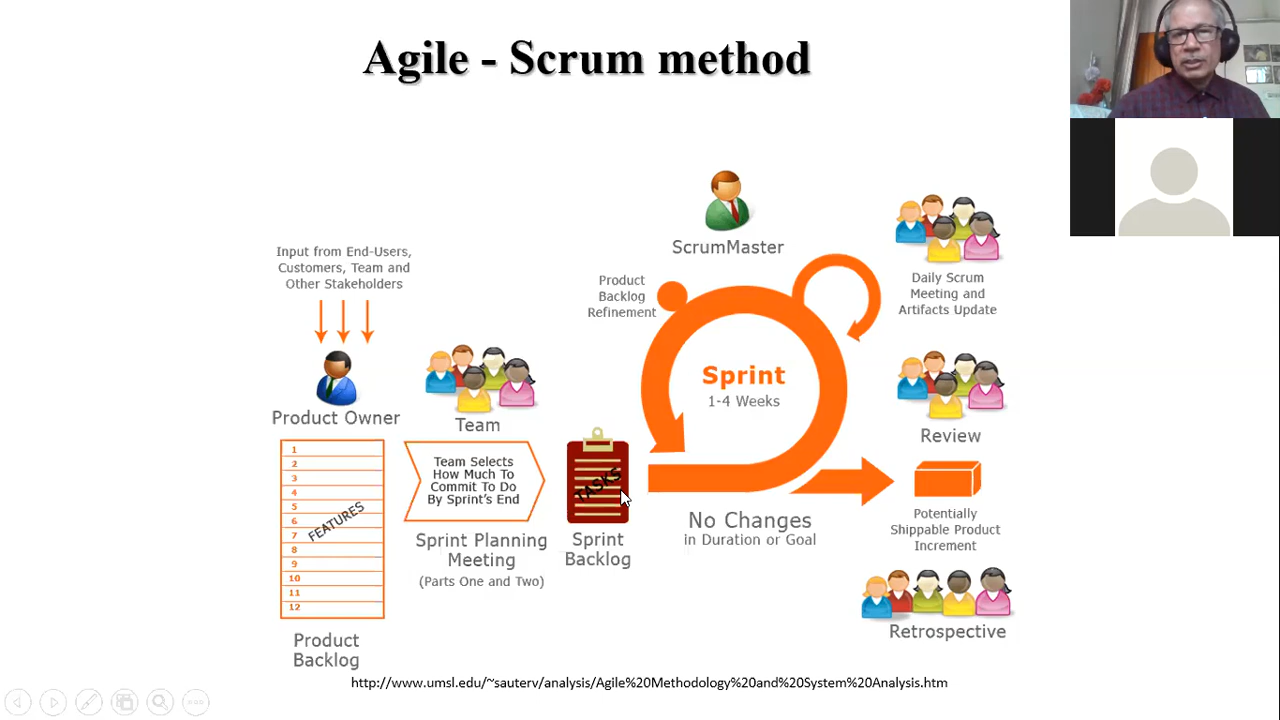 Agile - Scrum method
Input from End-Users,
Customers, Team and
Other Stakeholders
Product Owner
1
2
3
4
5
6
7
8
9
10
11
12
FEATURES
Product
Backlog
Team
Team Selects
How Much To
Commit To Do
By Sprint's End
Sprint Planning
Meeting
(Parts One and Two)
TASKS
Sprint
Backlog
ScrumMaster
Product
Backlog
Refinement
Sprint
1-4 Weeks
No Changes
in Duration or Goal
Daily Scrum
Meeting and
Artifacts Update
Review
Potentially
Shippable Product
Increment
Retrospective
http://www.umsl.edu/~sauterv/analysis/Agile%20Methodology%20and%20System%20Analysis.htm